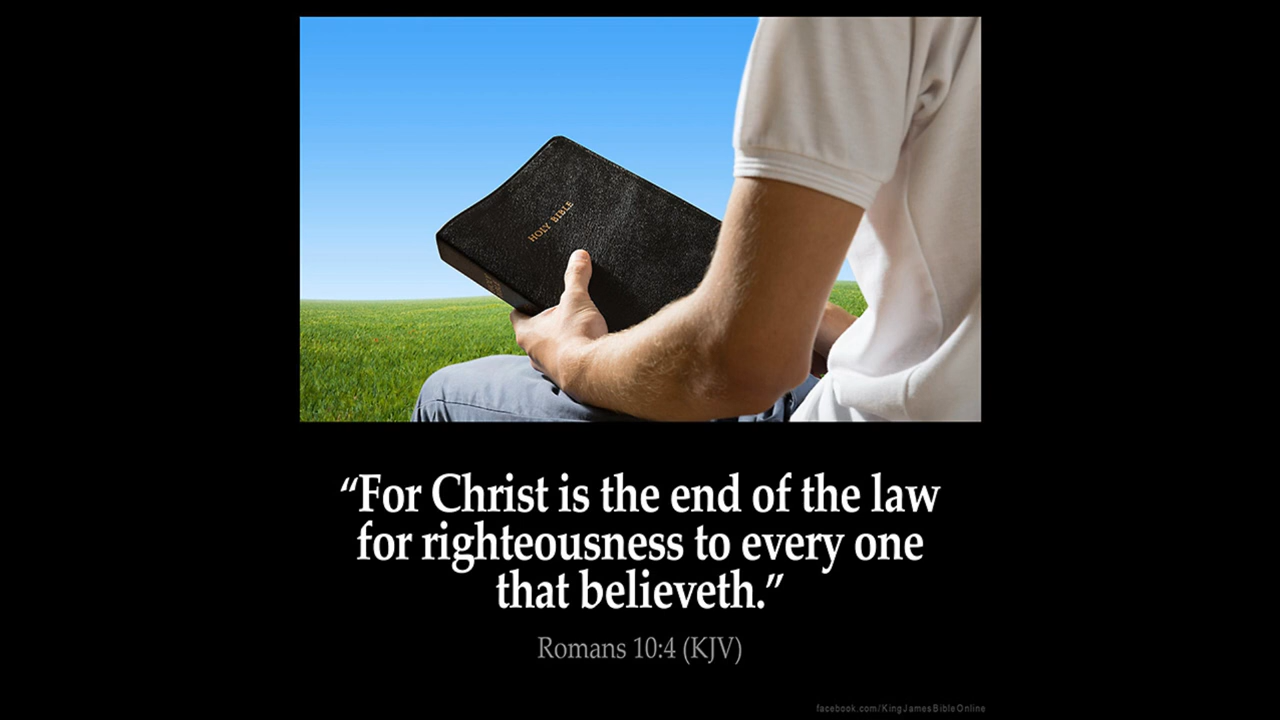 HOLY BIBLE
“For Christ is the end of the law
for righteousness to every one
that believeth.”
Romans 10:4 (KJV)
facebook.com/KingJamesBibleOnline